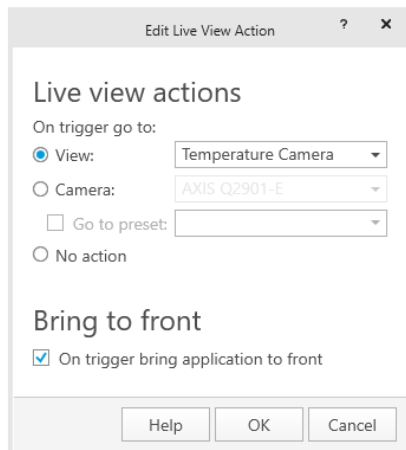 Edit Live View Action ? ×
Live view actions
On trigger go to:
View: Temperature Camera
Camera: AXIS Q2901-E
Go to preset:
No action
Bring to front
On trigger bring application to front
Help OK Cancel